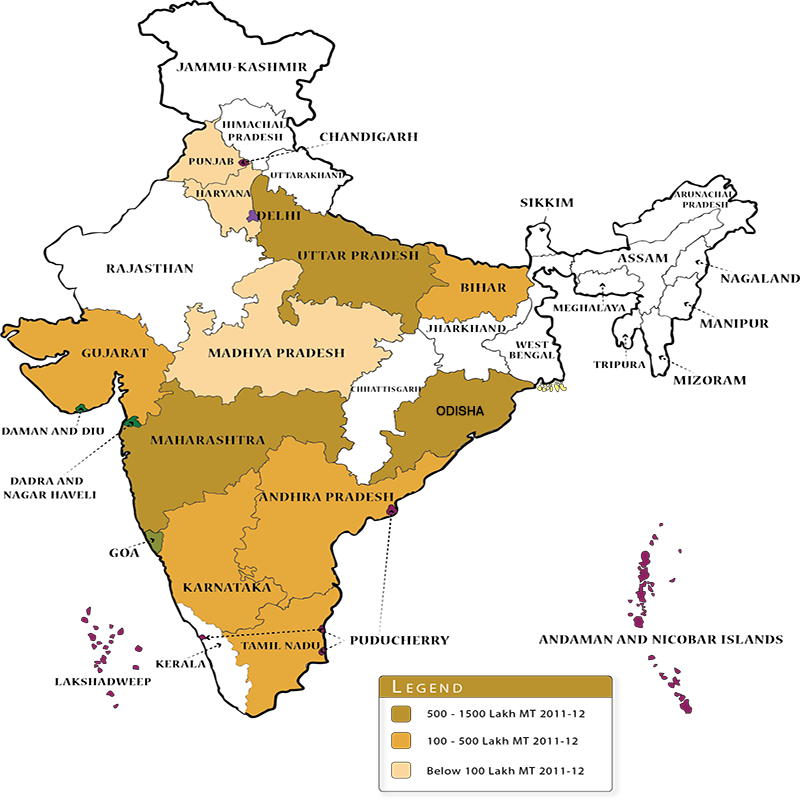 JAMMU-KASHMIR
HIMACHAL
PRADESH
CHANDIGARH
PUNJAB
UTTARAKHAND
HARYANA
ARUNACHAL
PRADESH
SIKKIM
DELHI
UTTAR PRADESH
ASSAM
RAJASTHAN
NAGALAND
BIHAR
MEGHALAYA
MANIPUR
JHARKHAND
GUJARAT
MADHYA PRADESH
WEST
BENGAL
TRIPURA
MIZORAM
CHHATTISGARH
ODISHA
DAMAN AND DIU
MAHARASHTRA
DADRA AND
NAGAR HAVELI
ANDHRA PRADESH
GOA
KARNATAKA
PUDUCHERRY
ANDAMAN AND NICOBAR ISLANDS
TAMIL NADU
KERALA
LAKSHADWEEP
LEGEND
500 - 1500 Lakh MT 2011-12
100 - 500 Lakh MT 2011-12
Below 100 Lakh MT 2011-12